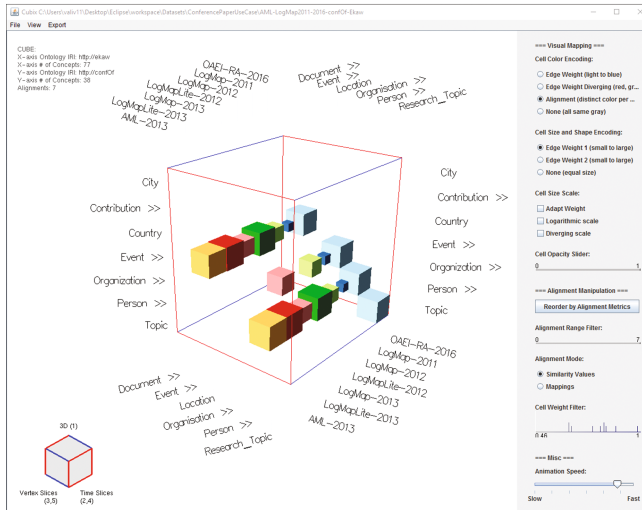 Cubix C:\Users\valiv11\Desktop\Eclipse\workspace\Datasets\ConferencePaperUseCase\AML-LogMap2011-2016-confOf-Ekaw
File View Export
CUBE:
X-axis Ontology IRI: http://ekaw
X-axis # of Concepts: 77
Y-axis Ontology IRI: http://confOf
Y-axis # of Concepts: 38
Alignments: 7
OAEI-RA-2016
LogMap-2011
LogMap-2012
LogMapLite-2012
LogMap-2013
LogMapLite-2013
AML-2013
Document >>
Event >>
Location
Organisation >>
Person >>
Research_Topic
City
Contribution >>
Country
Event >>
Organization >>
Person >>
Topic
City
Contribution >>
Country
Event >>
Organization >>
Person >>
Topic
Document >>
Event >>
Location
Organisation >>
Person >>
Research_Topic
OAEI-RA-2016
LogMap-2011
LogMap-2012
LogMapLite-2012
LogMap-2013
LogMapLite-2013
AML-2013
3D (1)
Vertex Slices
(3,5)
Time Slices
(2,4)
=== Visual Mapping ===
Cell Color Encoding:
Edge Weight (light to blue)
Edge Weight Diverging (red, gr...
Alignment (distinct color per ...
None (all same gray)
Cell Size and Shape Encoding:
Edge Weight 1 (small to large)
Edge Weight 2 (small to large)
None (equal size)
Cell Size Scale:
Adapt Weight
Logarithmic scale
Diverging scale
Cell Opacity Slider:
0 1
=== Alignment Manipulation ===
Reorder by Alignment Metrics
Alignment Range Filter:
0 7
Alignment Mode:
Similarity Values
Mappings
Cell Weight Filter:
0.46 1
=== Misc ===
Animation Speed:
Slow Fast